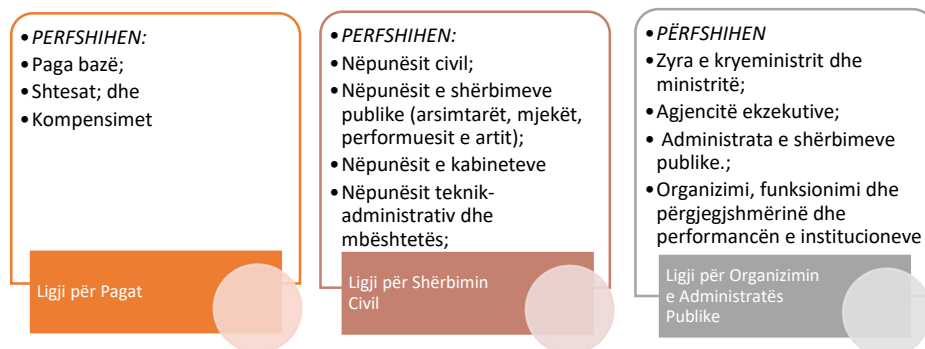 • PERFSHIHEN:
• Paga bazë;
• Shtesat; dhe
• Kompensimet
Ligji për Pagat
• PERFSHIHEN:
• Nëpunësit civil;
• Nëpunësit e shërbimeve
publike (arsimtarët, mjekët,
performuesit e artit);
• Nëpunësit e kabineteve
• Nëpunësit teknik-
administrativ dhe
mbështetës;
Ligji për Shërbimin
Civil
• PËRFSHIHEN
• Zyra e kryeministrit dhe
ministritë;
• Agjencitë ekzekutive;
• Administrata e shërbimeve
publike.;
• Organizimi, funksionimi dhe
përgjegjshmërinë dhe
performancën e institucioneve
Ligji për Organizimin
e Administratës
Publike